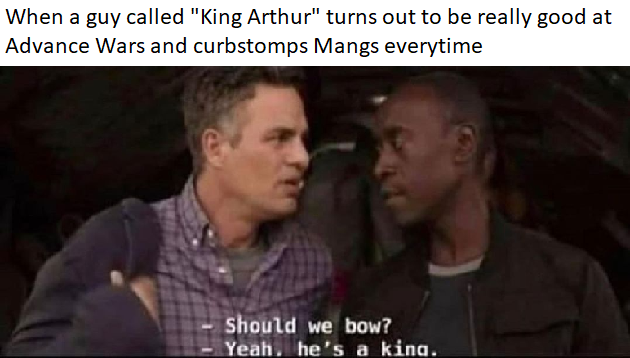 When a guy called "King Arthur" turns out to be really good at
Advance Wars and curbstomps Mangs everytime
- Should we bow?
- Yeah, he's a king.